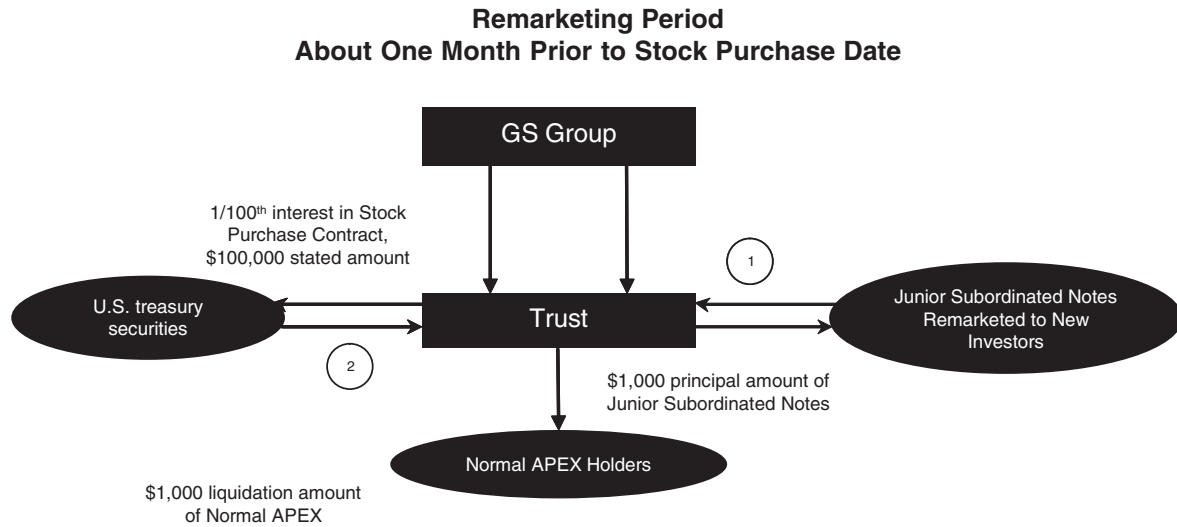 Remarketing Period
About One Month Prior to Stock Purchase Date
GS Group
1/100th interest in Stock
Purchase Contract,
$100,000 stated amount
1
U.S. treasury
securities
Trust
Junior Subordinated Notes
Remarketed to New
Investors
2
$1,000 principal amount of
Junior Subordinated Notes
Normal APEX Holders
$1,000 liquidation amount
of Normal APEX